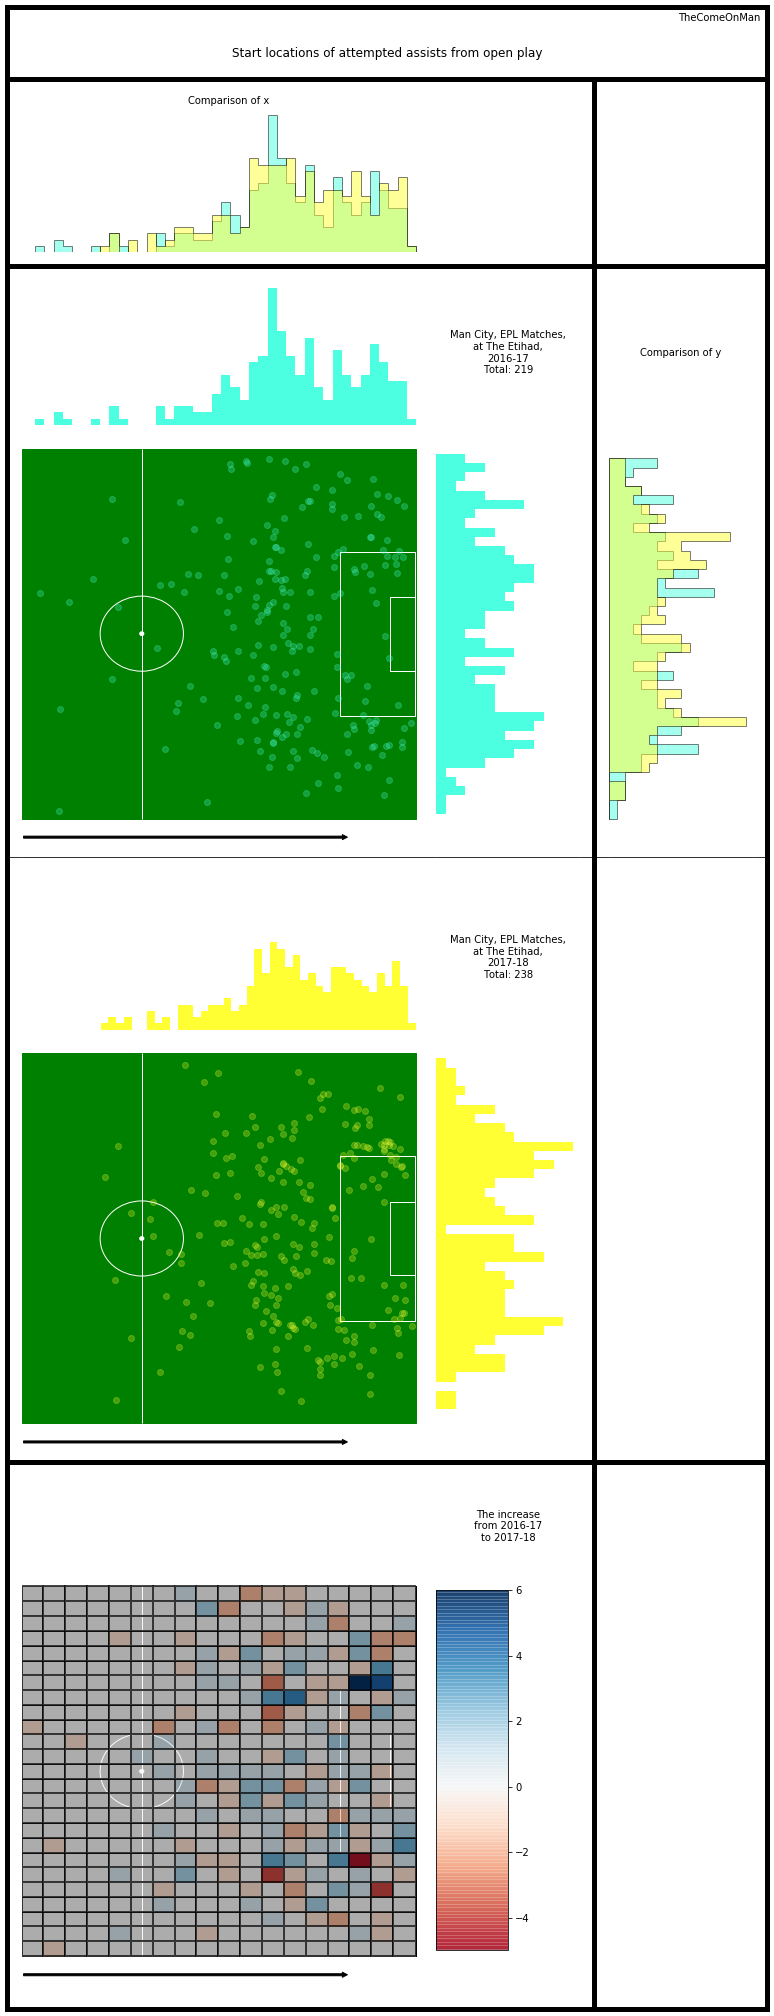 TheComeOnMan
Start locations of attempted assists from open play
Comparison of x
Man City, EPL Matches,
at The Etihad,
2016-17
Total: 219
Comparison of y
Man City, EPL Matches,
at The Etihad,
2017-18
Total: 238
The increase
from 2016-17
to 2017-18
6
4
2
0
−2
−4